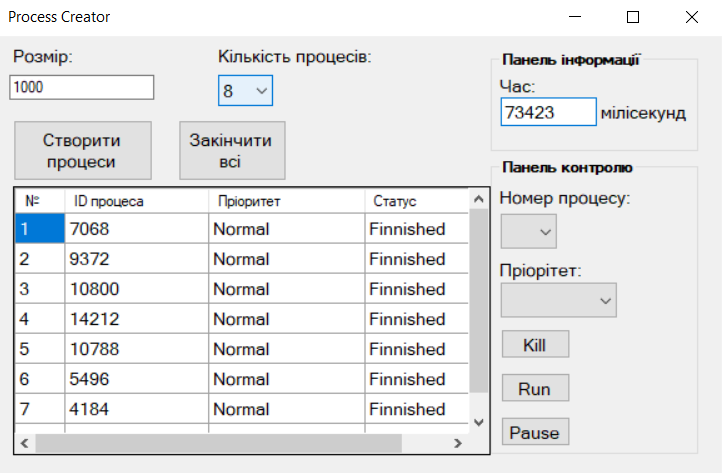 Process Creator
Розмір:
Кількість процесів:
1000
8
Створити
процеси
Закінчити
всі
№ ID процеса Пріоритет Статус
1 7068 Normal Finnished
2 9372 Normal Finnished
3 10800 Normal Finnished
4 14212 Normal Finnished
5 10788 Normal Finnished
6 5496 Normal Finnished
7 4184 Normal Finnished
Панель інформації
Час:
73423 мілісекунд
Панель контролю
Номер процесу:
Пріорітет:
Kill
Run
Pause